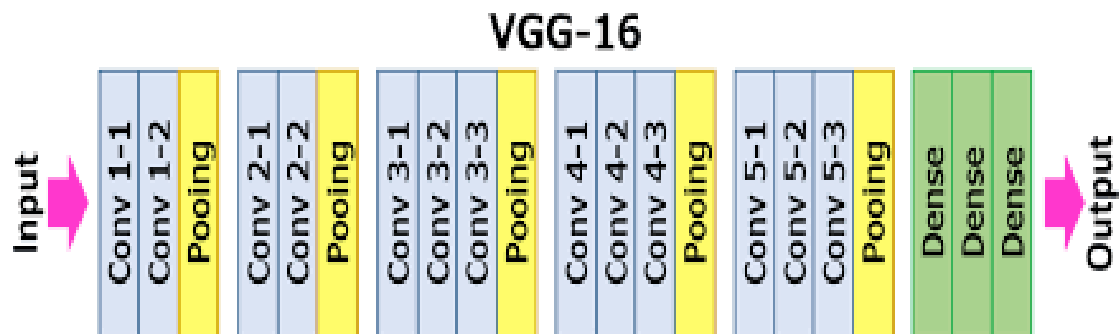 VGG-16
Input
Conv 1-1
Conv 1-2
Pooing
Conv 2-1
Conv 2-2
Pooing
Conv 3-1
Conv 3-2
Conv 3-3
Pooing
Conv 4-1
Conv 4-2
Conv 4-3
Pooing
Conv 5-1
Conv 5-2
Conv 5-3
Pooing
Dense
Dense
Dense
Output